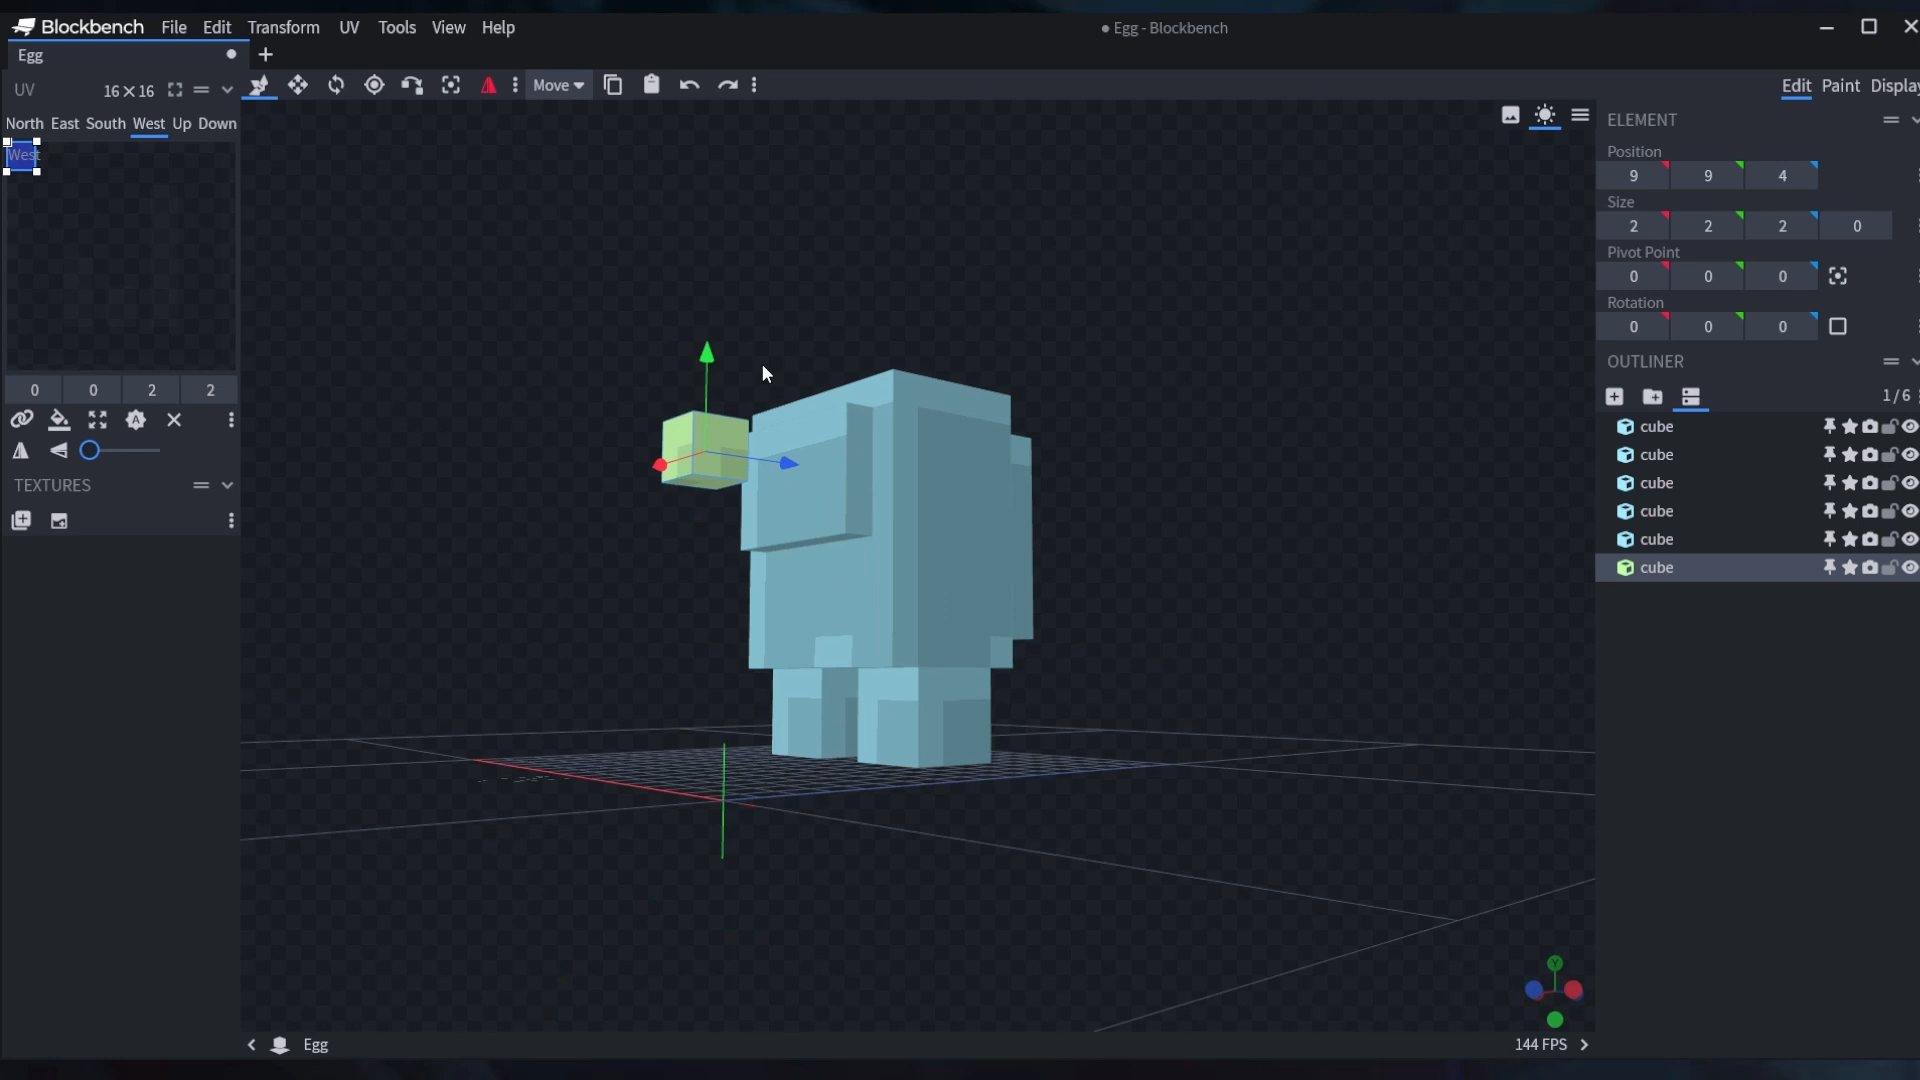 Blockbench File Edit Transform UV Tools View Help
Egg - Blockbench
Egg
UV 16×16
Move
Edit Paint Display
North East South West Up Down
West
ELEMENT
Position
9 9 4
Size
2 2 2 0
Pivot Point
0 0 0
Rotation
0 0 0
OUTLINER
1/6
0 0 2 2
cube
cube
cube
cube
cube
cube
TEXTURES
Y
Egg
144 FPS